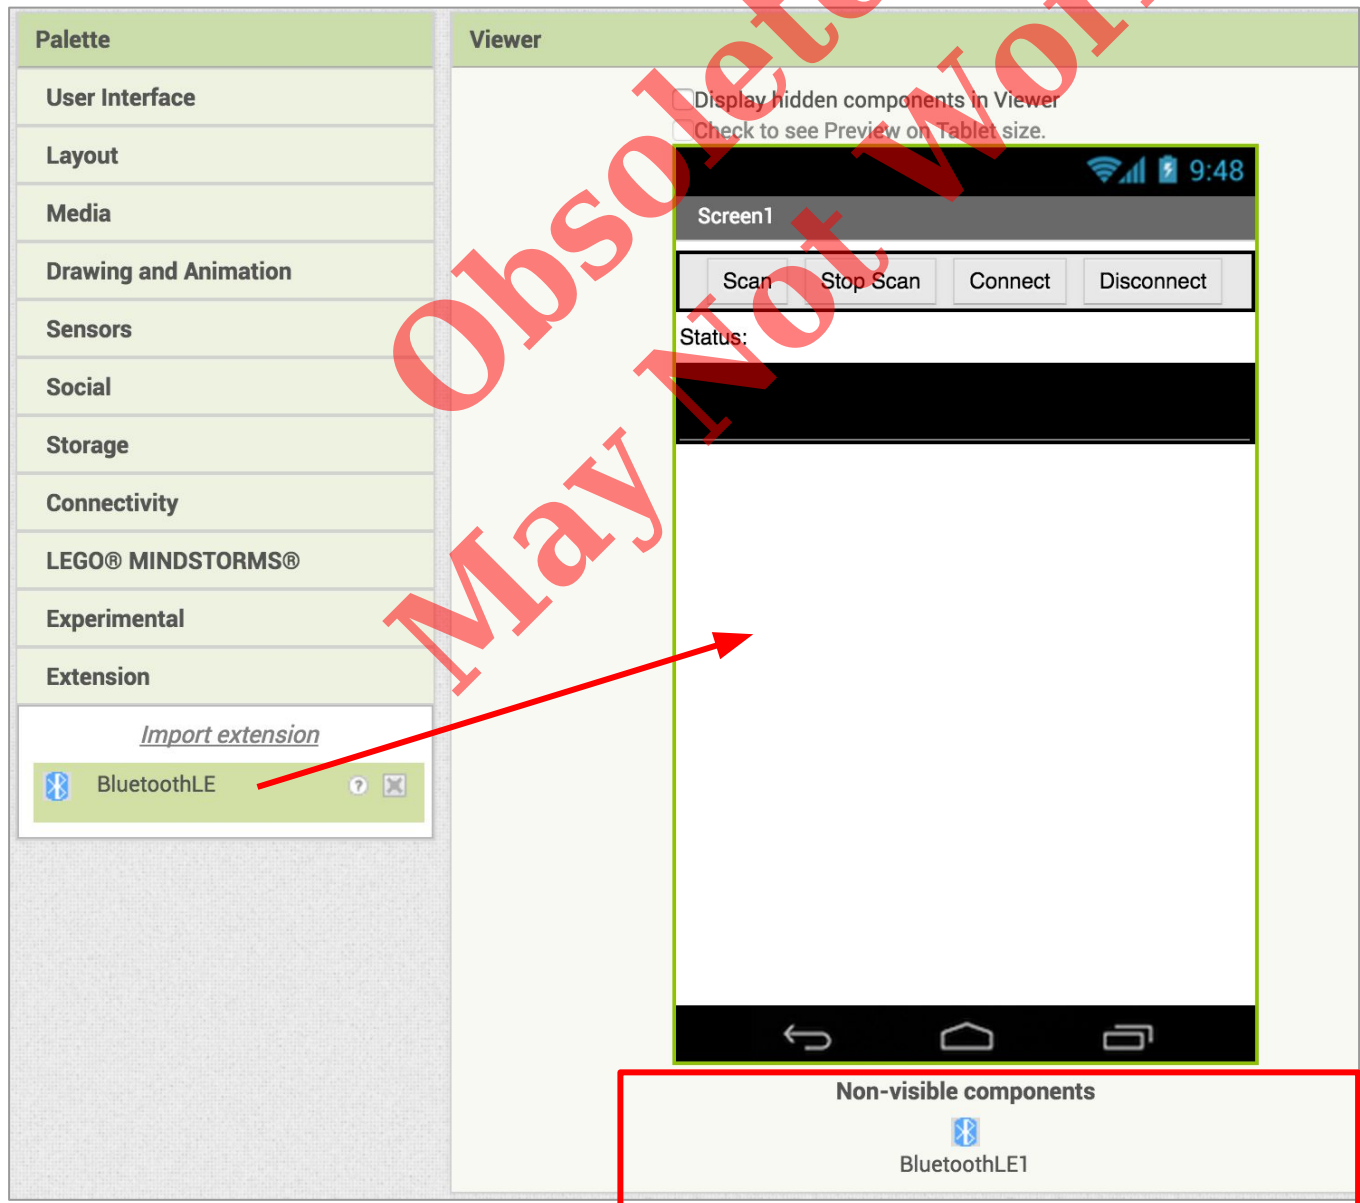 Palette
User Interface
Layout
Media
Drawing and Animation
Sensors
Social
Storage
Connectivity
LEGO® MINDSTORMS®
Experimental
Extension
Import extension
BluetoothLE ?
Viewer
Display hidden components in Viewer
Check to see Preview on Tablet size.
9:48
Screen1
Scan Stop Scan Connect Disconnect
Status:
Non-visible components
BluetoothLE1
Obsolete
May Not Wor